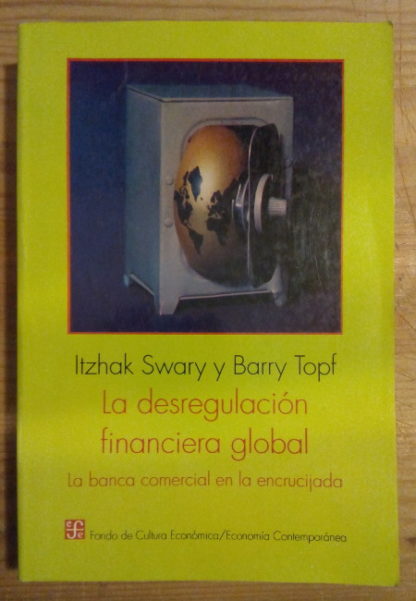 Itzhak Swary y Barry Topf
La desregulación
financiera global
La banca comercial en la encrucijada
fce Fondo de Cultura Económica/Economía Contemporánea